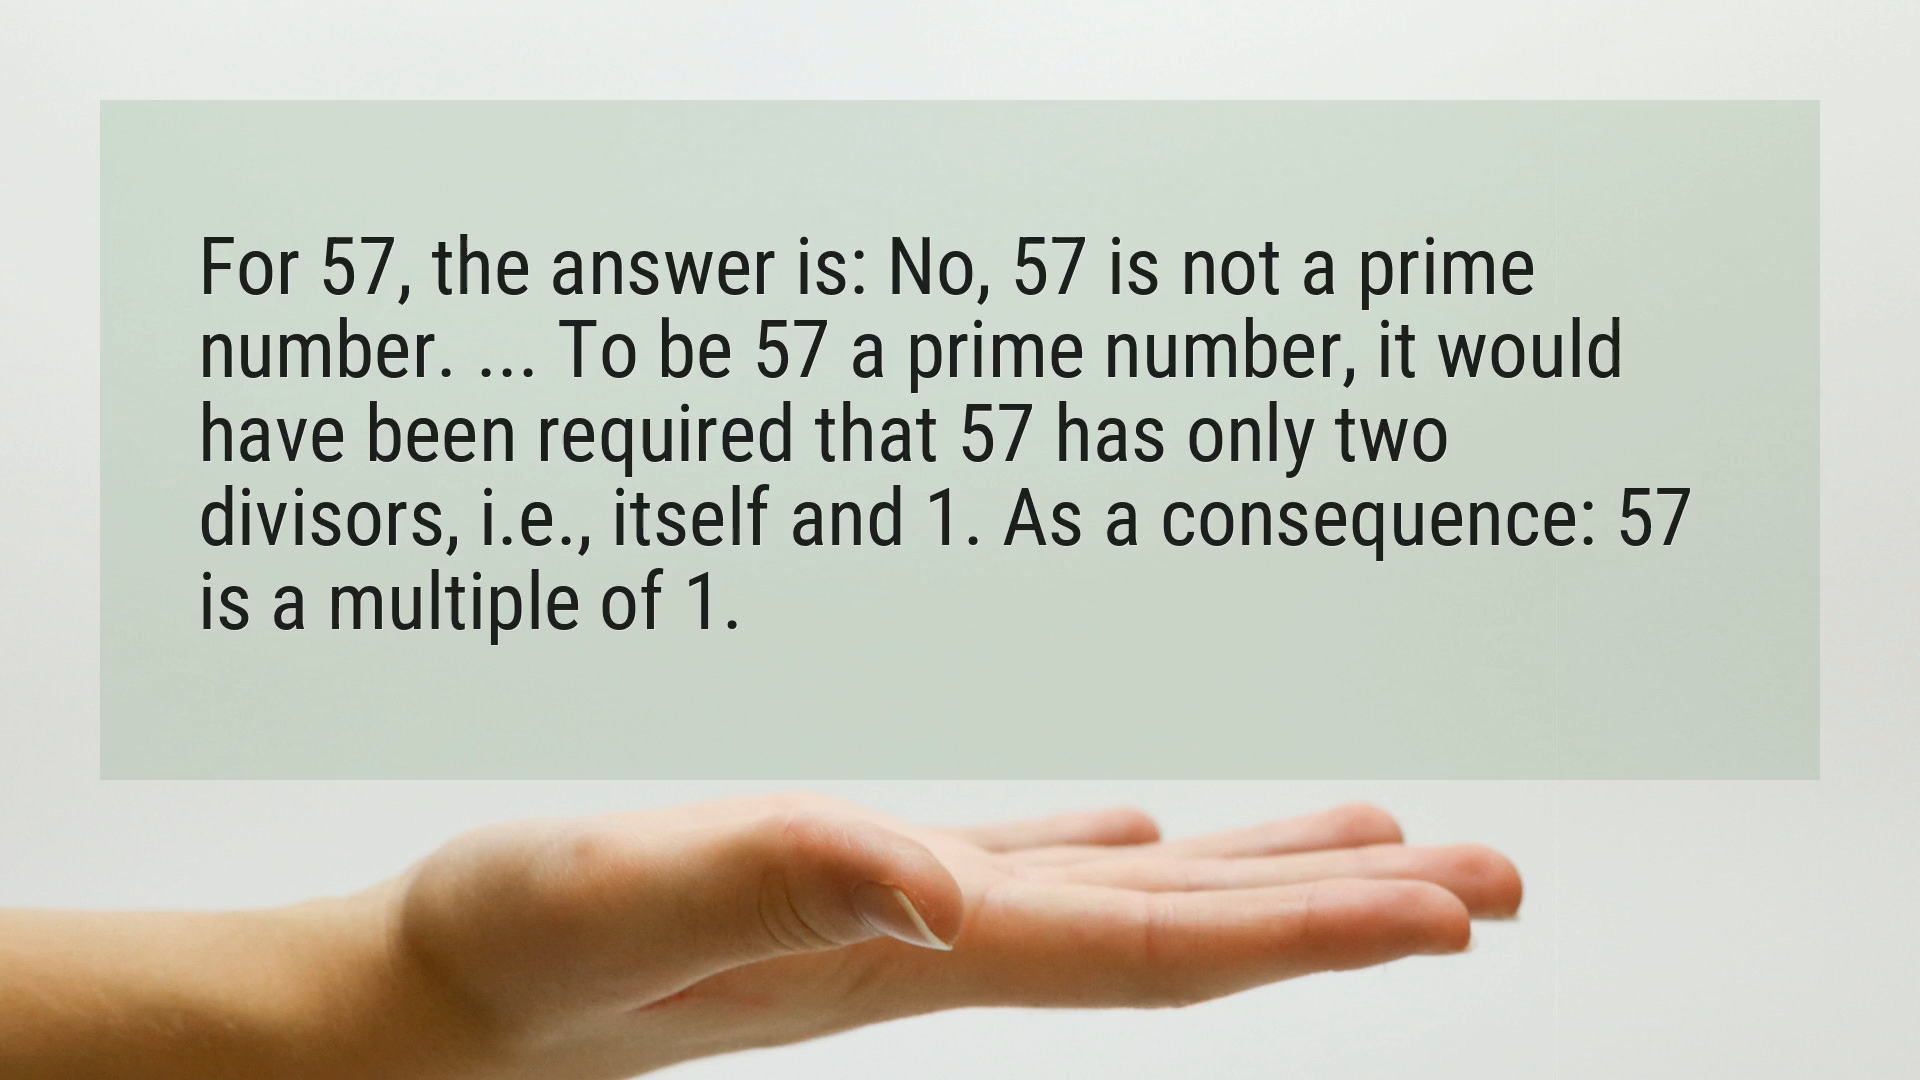 For 57, the answer is: No, 57 is not a prime
number. ... To be 57 a prime number, it would
have been required that 57 has only two
divisors, i.e., itself and 1. As a consequence: 57
is a multiple of 1.